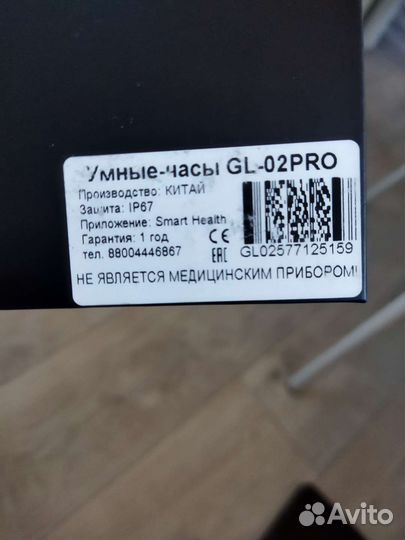 Умные-часы GL-02PRO
Производство: КИТАЙ
Защита: IP67
Приложение: Smart Health
Гарантия: 1 год
тел. 88004446867
CE
EAC
GL02577125159
НЕ ЯВЛЯЕТСЯ МЕДИЦИНСКИМ ПРИБОРОМ!
Avito